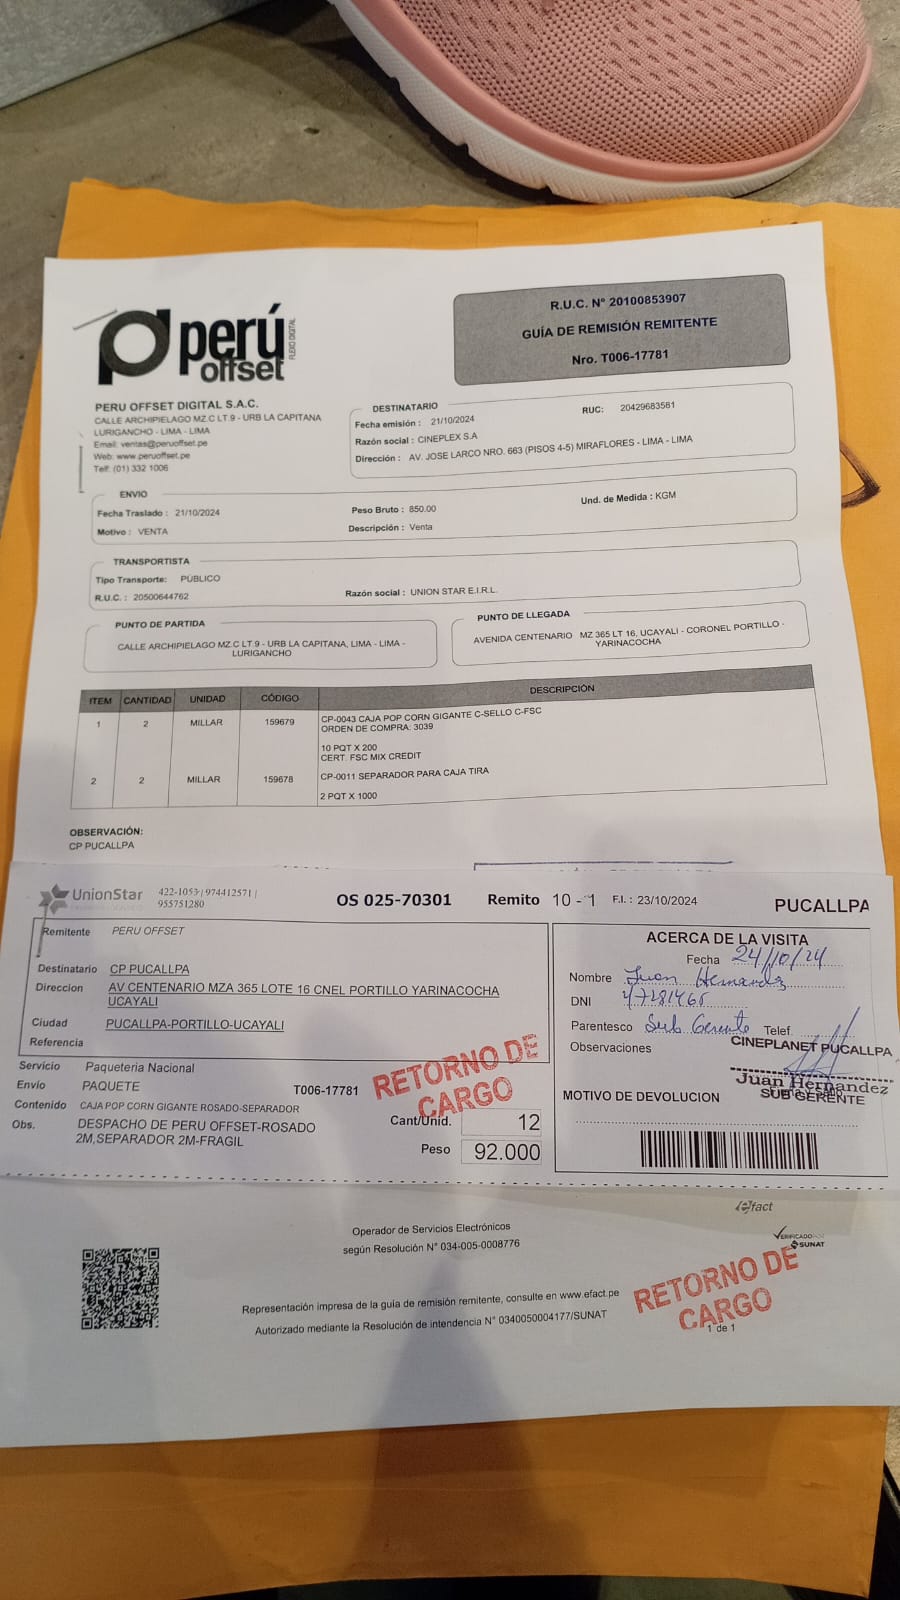 perú
offset
FLEXO DIGITAL
R.U.C. N° 20100853907
GUÍA DE REMISIÓN REMITENTE
Nro. T006-17781
PERU OFFSET DIGITAL S.A.C.
CALLE ARCHIPIELAGO MZ.C LT.9 - URB LA CAPITANA
LURIGANCHO - LIMA - LIMA
Email: ventas@peruoffset.pe
Web: www.peruoffset.pe
Telf: (01) 332 1006
DESTINATARIO
Fecha emisión : 21/10/2024 RUC: 20429683581
Razón social : CINEPLEX S.A
Dirección : AV. JOSE LARCO NRO. 663 (PISOS 4-5) MIRAFLORES - LIMA - LIMA
ENVIO
Fecha Traslado : 21/10/2024 Peso Bruto : 850.00 Und. de Medida : KGM
Motivo : VENTA Descripción : Venta
TRANSPORTISTA
Tipo Transporte: PÚBLICO
R.U.C. : 20500644762 Razón social : UNION STAR E.I.R.L.
PUNTO DE PARTIDA
CALLE ARCHIPIELAGO MZ.C LT.9 - URB LA CAPITANA, LIMA - LIMA -
LURIGANCHO
PUNTO DE LLEGADA
AVENIDA CENTENARIO MZ 365 LT 16, UCAYALI - CORONEL PORTILLO -
YARINACOCHA
ITEM CANTIDAD UNIDAD CÓDIGO DESCRIPCIÓN
1 2 MILLAR 159679 CP-0043 CAJA POP CORN GIGANTE C-SELLO C-FSC
ORDEN DE COMPRA: 3039
10 PQT X 200
CERT. FSC MIX CREDIT
2 2 MILLAR 159678 CP-0011 SEPARADOR PARA CAJA TIRA
2 PQT X 1000
OBSERVACIÓN:
CP PUCALLPA
UnionStar 422-1053 | 974412571 |
955751280
OS 025-70301 Remito 10 - 1 F.I.: 23/10/2024 PUCALLPA
Remitente PERU OFFSET
Destinatario CP PUCALLPA
Direccion AV CENTENARIO MZA 365 LOTE 16 CNEL PORTILLO YARINACOCHA
UCAYALI
Ciudad PUCALLPA-PORTILLO-UCAYALI
Referencia
Servicio Paqueteria Nacional
Envio PAQUETE T006-17781
Contenido CAJA POP CORN GIGANTE ROSADO-SEPARADOR
Obs. DESPACHO DE PERU OFFSET-ROSADO
2M,SEPARADOR 2M-FRAGIL
RETORNO DE
CARGO
Cant/Unid. 12
Peso 92.000
ACERCA DE LA VISITA
Fecha 24/10/24
Nombre Juan Hernandez
DNI 47281465
Parentesco Sub Gerente Telef.
Observaciones
CINEPLANET PUCALLPA
Juan Hernandez
SUB GERENTE
MOTIVO DE DEVOLUCION
efact
VERIFICADO POR
SUNAT
Operador de Servicios Electrónicos
según Resolución N° 034-005-0008776
Representación impresa de la guia de remisión remitente, consulte en www.efact.pe
Autorizado mediante la Resolución de intendencia N° 0340050004177/SUNAT
RETORNO DE
CARGO
1 de 1